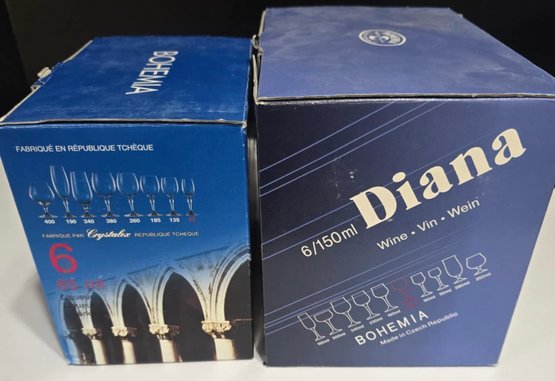 BOHEMIA
FABRIQUÉ EN RÉPUBLIQUE TCHÈQUE
400 190 340 380 260 185 135
FABRIQUÉ PAR Crystalex RÉPUBLIQUE TCHÈQUE
6
Diana
6/150ml
Wine · Vin · Wein
BOHEMIA
Made in Czech Republic